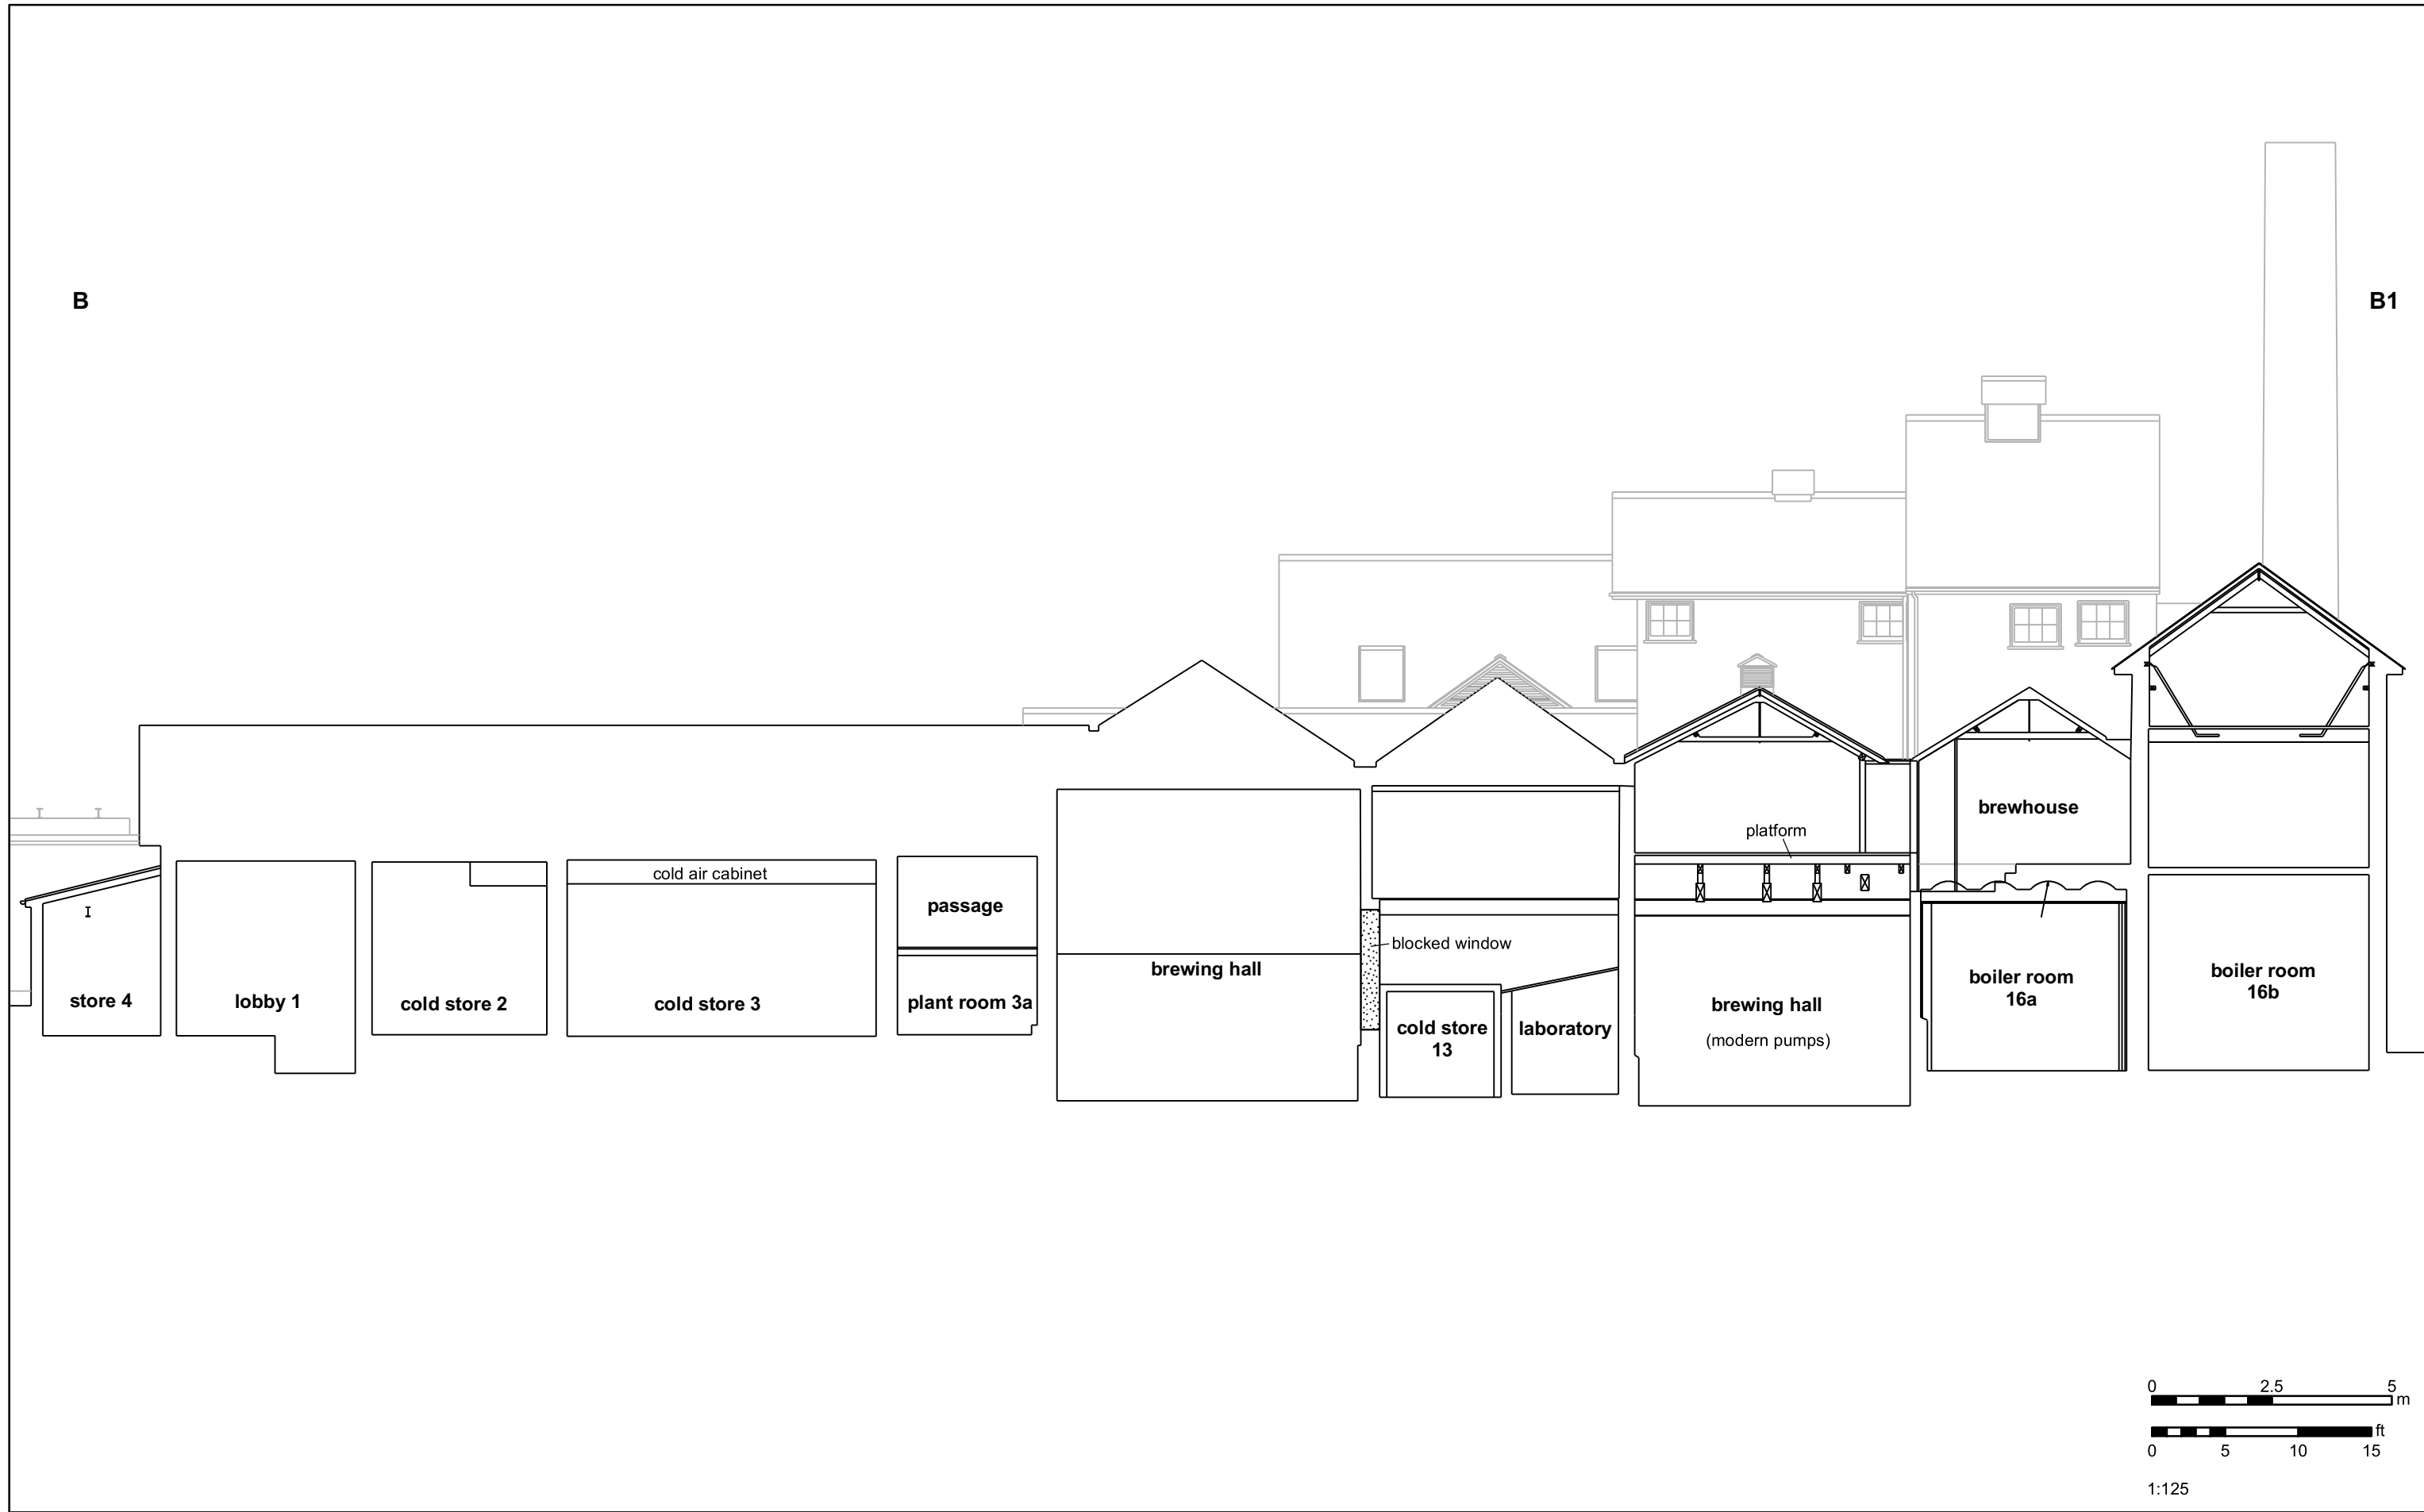 B
B1
brewhouse
platform
cold air cabinet
passage
blocked window
brewing hall
boiler room
16b
boiler room
16a
store 4
lobby 1
cold store 2
cold store 3
plant room 3a
brewing hall
(modern pumps)
cold store
13
laboratory
0 2.5 5
m
ft
0 5 10 15
1:125